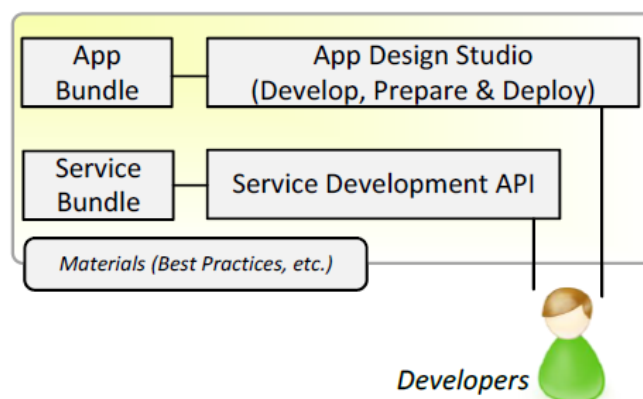 App
Bundle
App Design Studio
(Develop, Prepare & Deploy)
Service
Bundle
Service Development API
Materials (Best Practices, etc.)
Developers